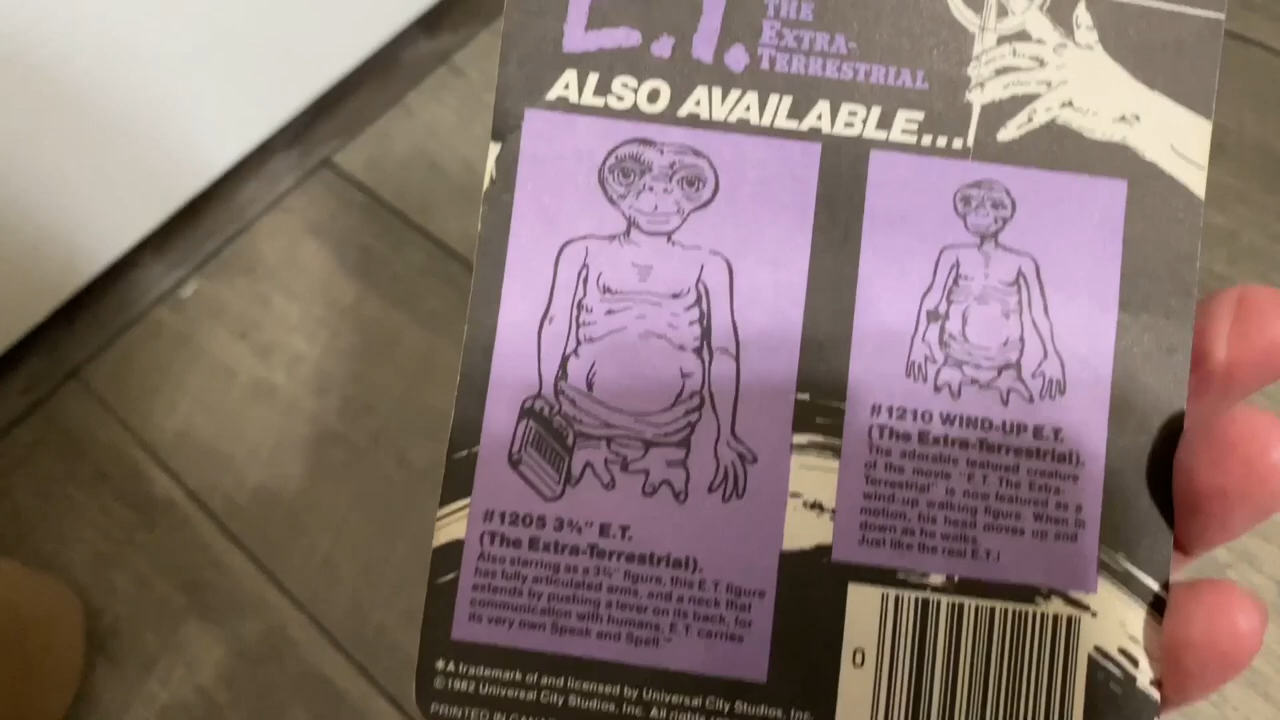 E.T.
THE
EXTRA-
TERRESTRIAL
ALSO AVAILABLE...
#1205 3¾" E.T.
(The Extra-Terrestrial).
Also starring as a 3¾" figure, this E.T. figure
has fully articulated arms, and a neck that
extends by pushing a lever on its back, for
communication with humans, E.T. carries
its very own Speak and Spell.™
#1210 WIND-UP E.T.
(The Extra-Terrestrial).
The adorable featured creature
of the movie "E.T. The Extra-
Terrestrial" is now featured as a
wind-up walking figure. When in
motion, his head moves up and
down as he walks.
Just like the real E.T.!
0
*A trademark of and licensed by Universal City Studios, Inc.
©1982 Universal City Studios, Inc. All rights
PRINTED IN